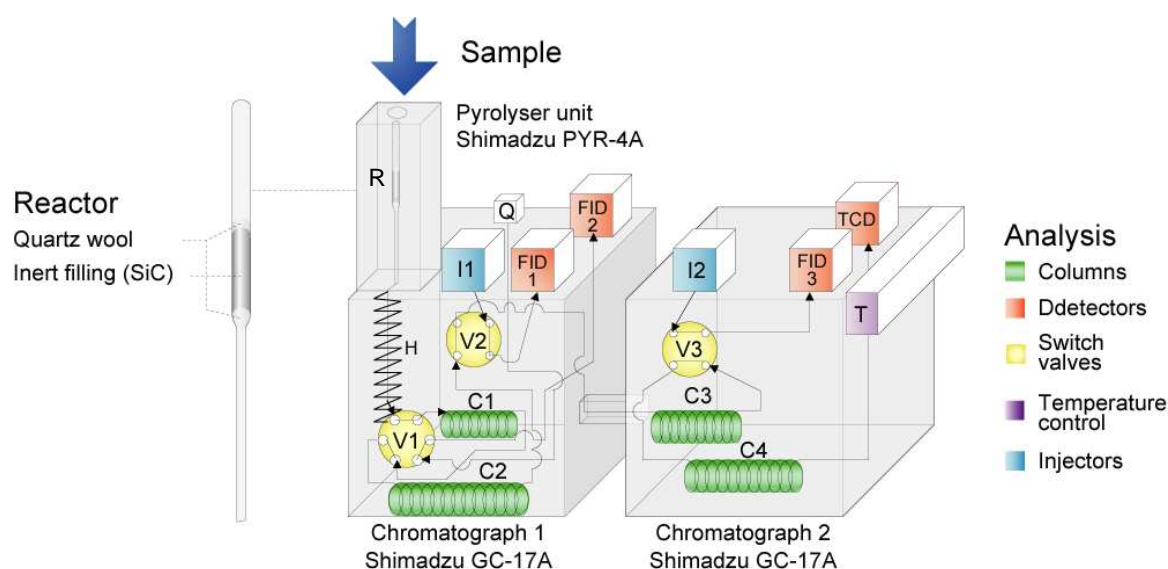 Sample
Pyrolyser unit
Shimadzu PYR-4A
R
Reactor
Quartz wool
Inert filling (SiC)
Q
FID
2
I1
FID
1
V2
H
C1
V1
C2
Chromatograph 1
Shimadzu GC-17A
TCD
I2
FID
3
T
V3
C3
C4
Chromatograph 2
Shimadzu GC-17A
Analysis
Columns
Ddetectors
Switch
valves
Temperature
control
Injectors